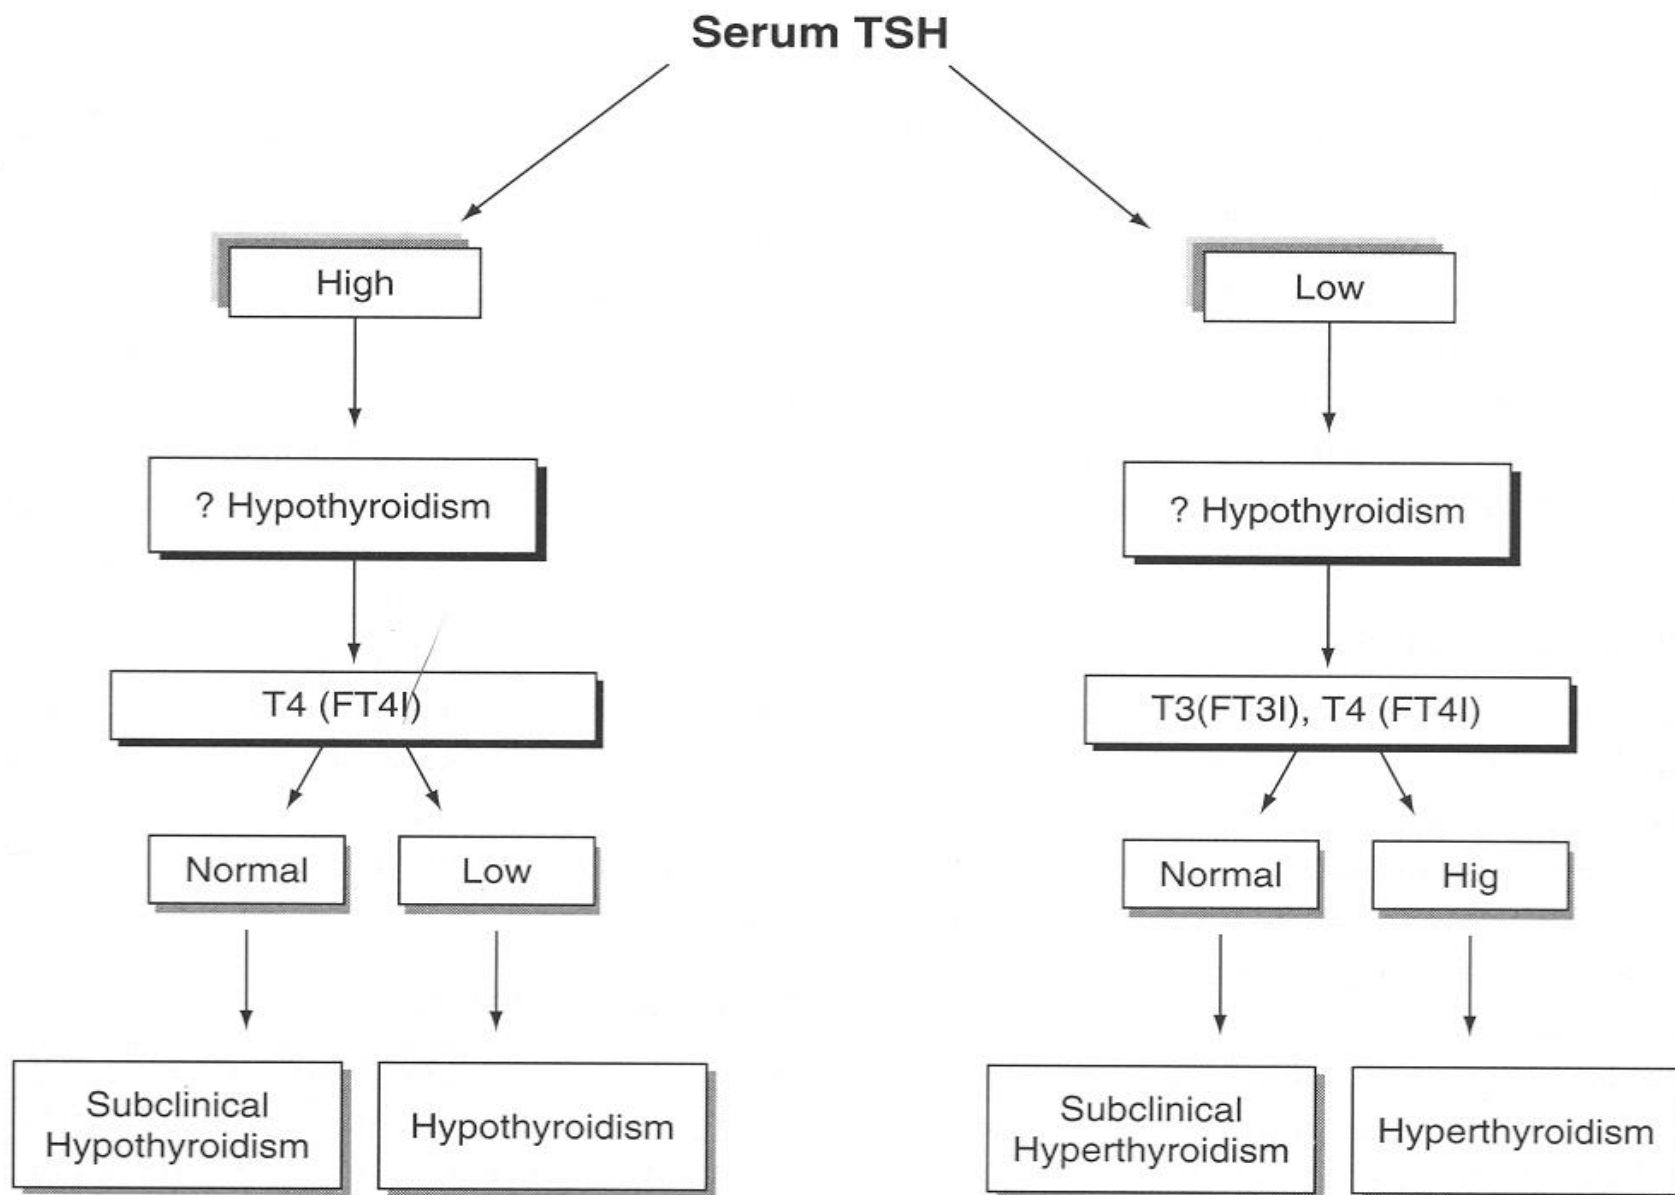 Serum TSH
High
Low
? Hypothyroidism
? Hypothyroidism
T4 (FT4I)
T3(FT3I), T4 (FT4I)
Normal
Low
Normal
Hig
Subclinical
Hypothyroidism
Hypothyroidism
Subclinical
Hyperthyroidism
Hyperthyroidism